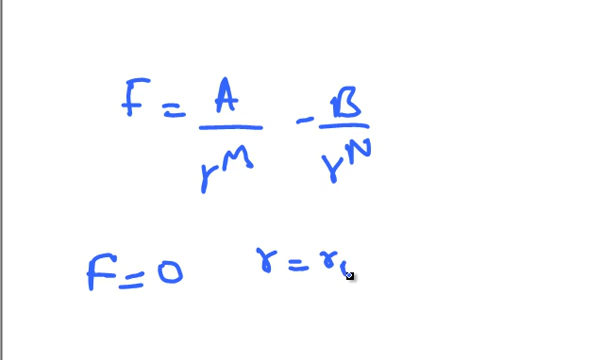 F = A/r^M - B/r^N
F = 0 r = r